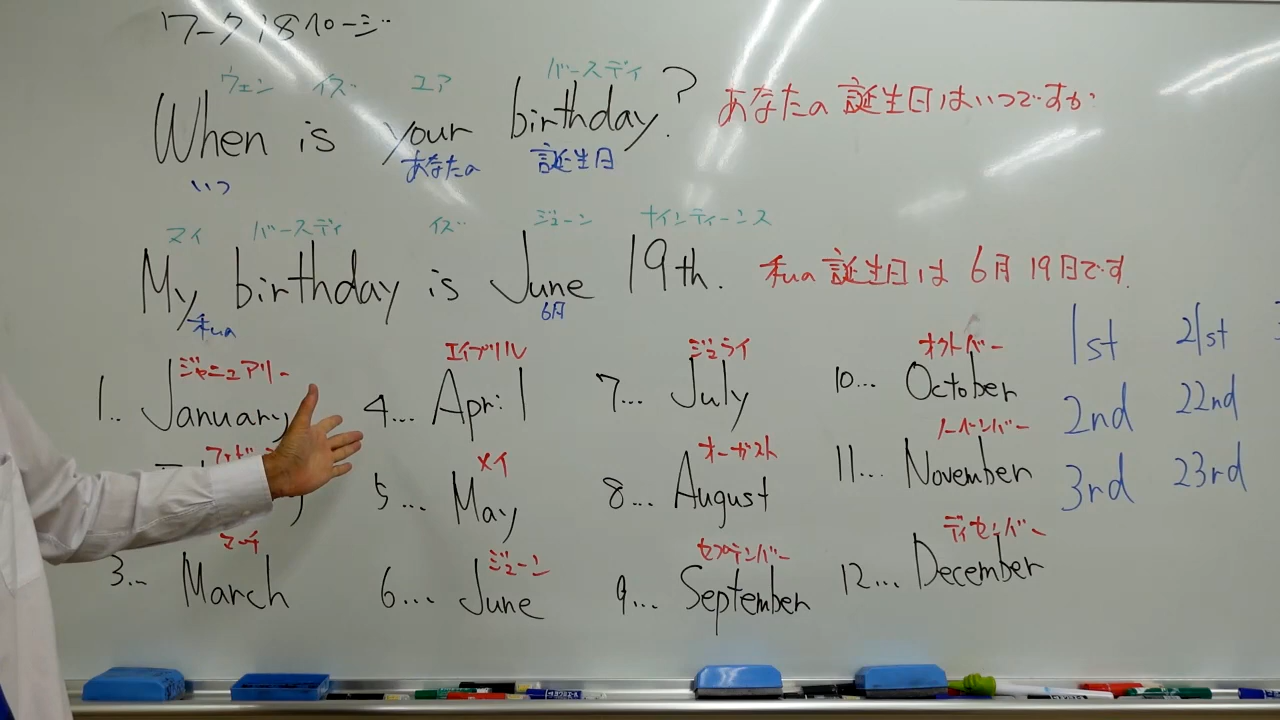 ワーク18ページ
ウェン イズ ユア バースディ
When is your birthday? あなたの誕生日はいつですか
いつ あなたの 誕生日
マイ バースディ イズ ジューン ナインティーンス
My birthday is June 19th. 私の誕生日は6月19日です.
私の 6月
ジャニュアリー エイプリル ジュライ オクトーバー
1... January 4... April 7... July 10... October 1st 21st
メイ オーガスト ノーベンバー
5... May 8... August 11... November 2nd 22nd
3rd 23rd
マーチ ジューン セプテンバー ディセンバー
3... March 6... June 9... September 12... December